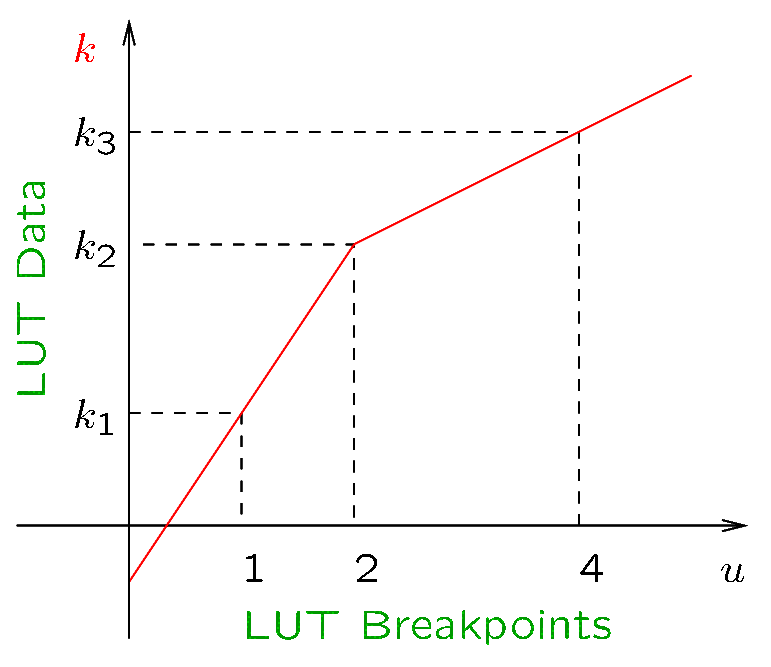 k
k₃
k₂
LUT Data
k₁
1 2 4 u
LUT Breakpoints